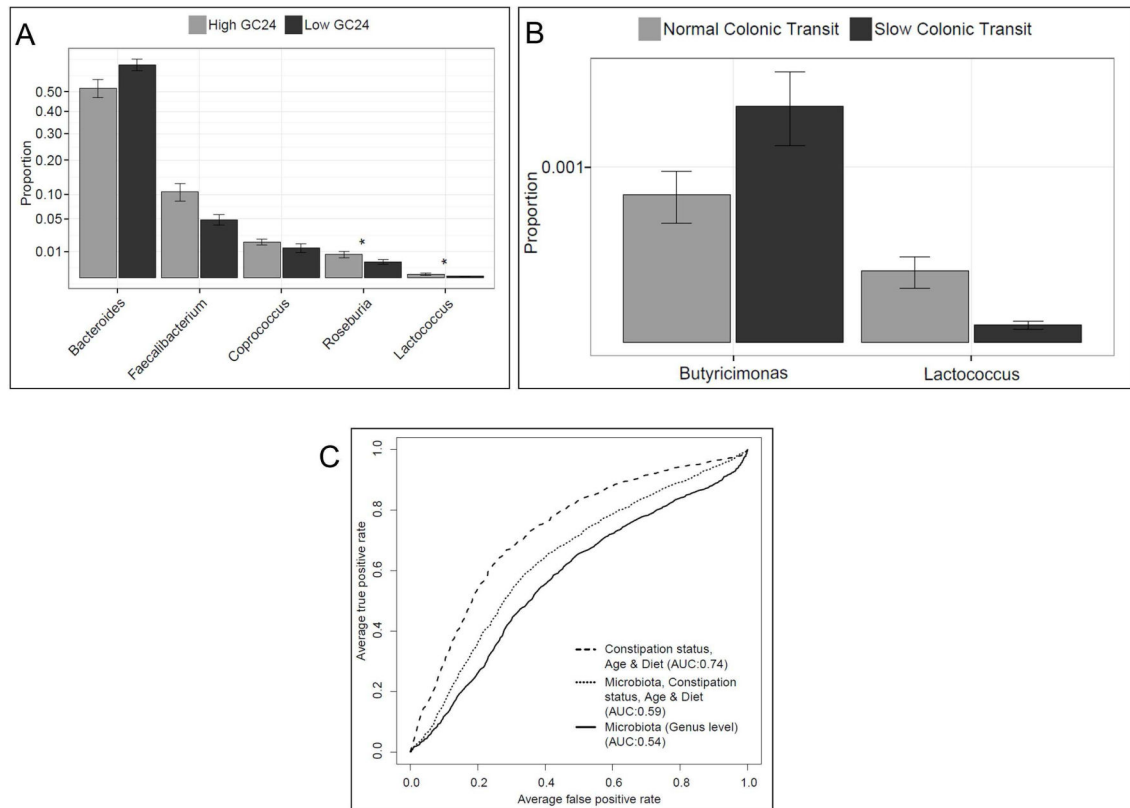 A
High GC24 Low GC24
Proportion
0.50
0.40
0.30
0.20
0.10
0.05
0.01
*
*
Bacteroides
Faecalibacterium
Coprococcus
Roseburia
Lactococcus
B
Normal Colonic Transit Slow Colonic Transit
Proportion
0.001
Butyricimonas Lactococcus
C
Average true positive rate
1.0
0.8
0.6
0.4
0.2
0.0
Constipation status,
Age & Diet (AUC:0.74)
Microbiota, Constipation
status, Age & Diet
(AUC:0.59)
Microbiota (Genus level)
(AUC:0.54)
0.0 0.2 0.4 0.6 0.8 1.0
Average false positive rate